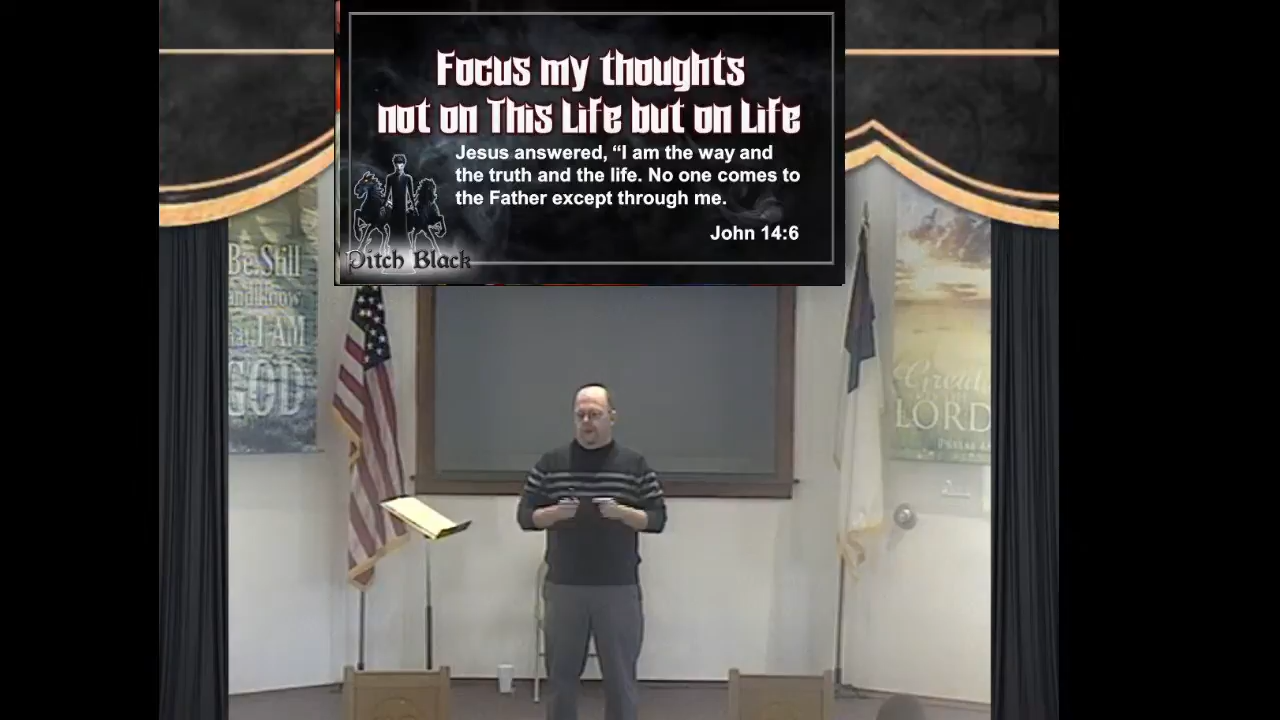 Focus my thoughts
not on This Life but on Life
Jesus answered, “I am the way and
the truth and the life. No one comes to
the Father except through me.
John 14:6
Pitch Black
Be Still
and Know
that I AM
GOD
Great
LORD